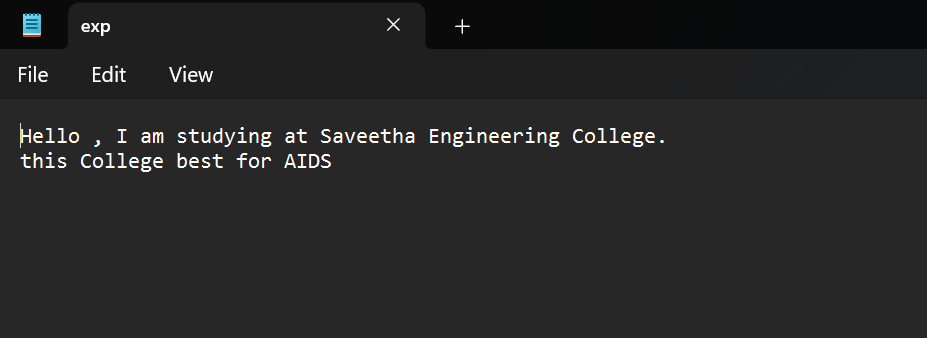 exp
File Edit View
Hello , I am studying at Saveetha Engineering College.
this College best for AIDS